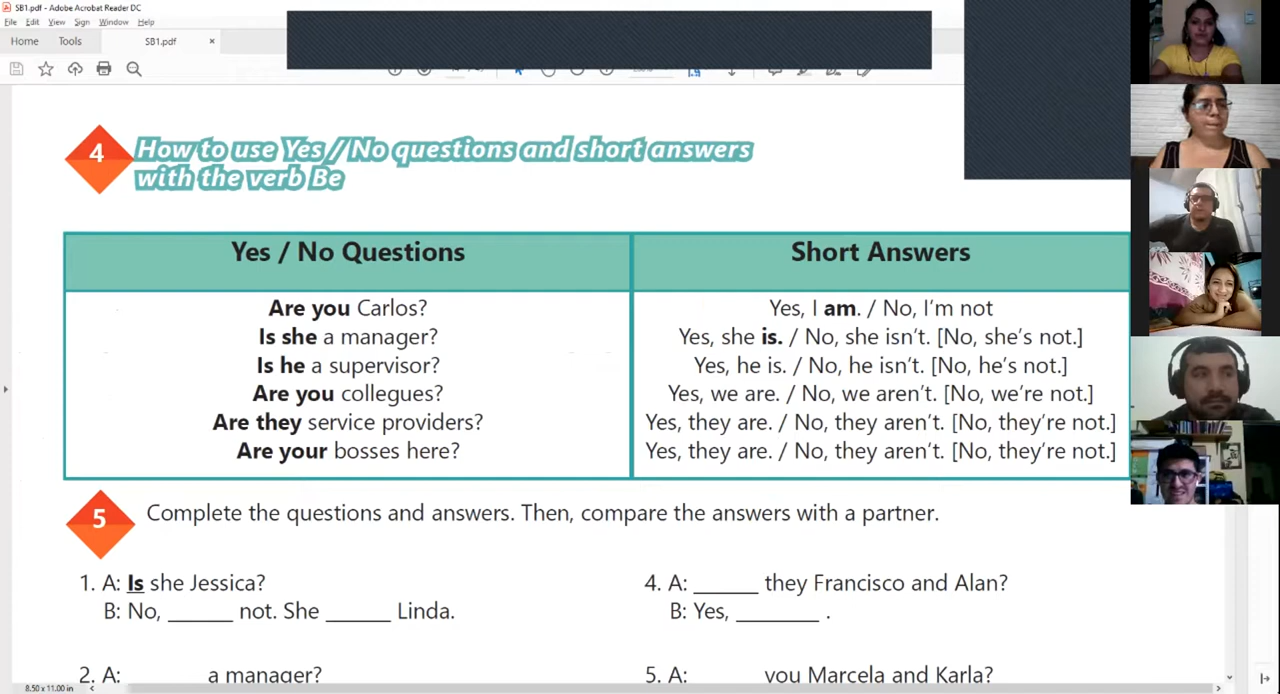 SB1.pdf - Adobe Acrobat Reader DC
File Edit View Sign Window Help
Home Tools SB1.pdf ×
4
How to use Yes / No questions and short answers
with the verb Be
Yes / No Questions
Short Answers
Are you Carlos?
Yes, I am. / No, I'm not
Is she a manager?
Yes, she is. / No, she isn't. [No, she's not.]
Is he a supervisor?
Yes, he is. / No, he isn't. [No, he's not.]
Are you collegues?
Yes, we are. / No, we aren't. [No, we're not.]
Are they service providers?
Yes, they are. / No, they aren't. [No, they're not.]
Are your bosses here?
Yes, they are. / No, they aren't. [No, they're not.]
5
Complete the questions and answers. Then, compare the answers with a partner.
1. A: Is she Jessica?
B: No, ______ not. She ______ Linda.
4. A: ______ they Francisco and Alan?
B: Yes, ________ .
2. A: a manager?
5. A: you Marcela and Karla?
8.50 x 11.00 in